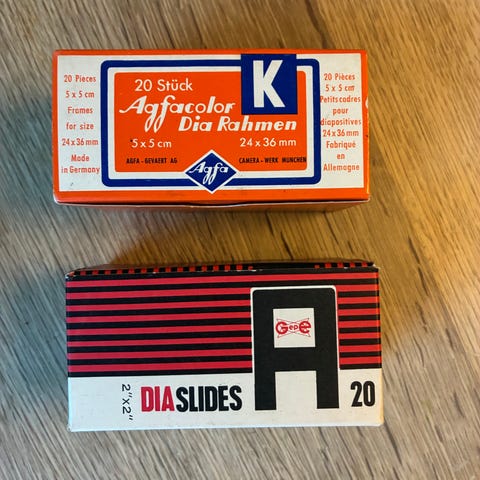 20 Pieces
5 x 5 cm
Frames
for size
24 x 36 mm
Made
in Germany
20 Stück
K
Agfacolor
Dia Rahmen
5 x 5 cm
24 x 36 mm
AGFA - GEVAERT AG
CAMERA - WERK MUNCHEN
Agfa
20 Pièces
5 x 5 cm
Petits cadres
pour
diapositives
24 x 36 mm
Fabriqué
en
Allemagne
GePe
A
2"x2"
DIASLIDES
20